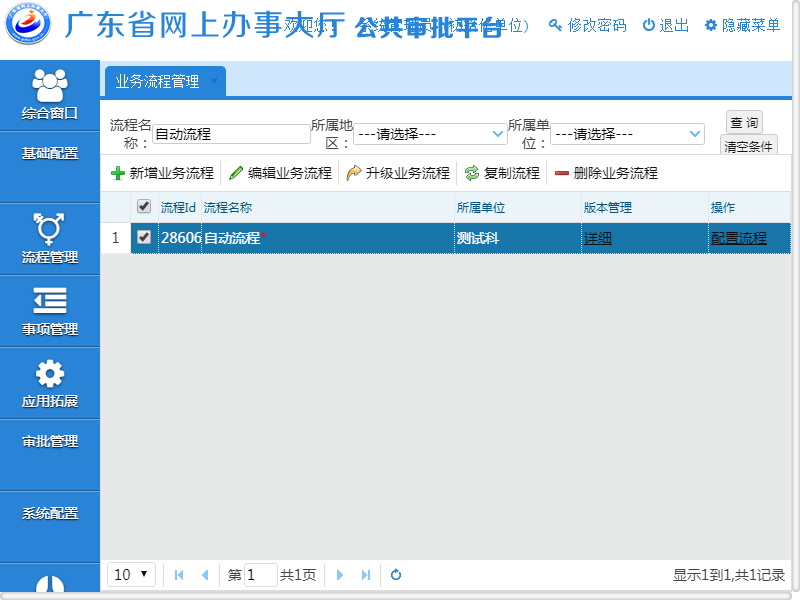 广东省网上办事大厅 公共审批平台
修改密码 退出 隐藏菜单
综合窗口
基础配置
流程管理
事项管理
应用拓展
审批管理
系统配置
业务流程管理 ×
流程名称： 自动流程 所属地区： ---请选择--- 所属单位： ---请选择--- 查 询
清空条件
新增业务流程 编辑业务流程 升级业务流程 复制流程 删除业务流程
流程Id 流程名称 所属单位 版本管理 操作
1 28606 自动流程* 测试科 详细 配置流程
10 第 1 共1页 显示1到1,共1记录